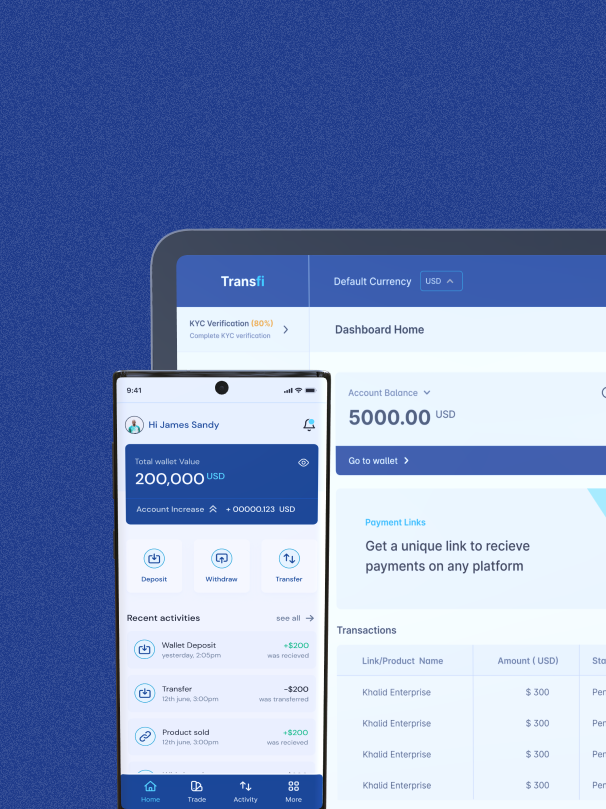 Transfi
Default Currency
USD
KYC Verification (80%)
Complete KYC verification
Dashboard Home
Account Balance
5000.00 USD
Go to wallet
Payment Links
Get a unique link to recieve
payments on any platform
Transactions
Link/Product Name Amount ( USD)
Khalid Enterprise $ 300
Khalid Enterprise $ 300
Khalid Enterprise $ 300
Khalid Enterprise $ 300
9:41
Hi James Sandy
Total wallet Value
200,000 USD
Account Increase + 00000.123 USD
Deposit Withdraw Transfer
Recent activities see all
Wallet Deposit +$200
yesterday, 2:05pm was recieved
Transfer -$200
12th june, 3:00pm was transferred
Product sold +$200
12th june, 3:00pm was recieved
Home Trade Activity More